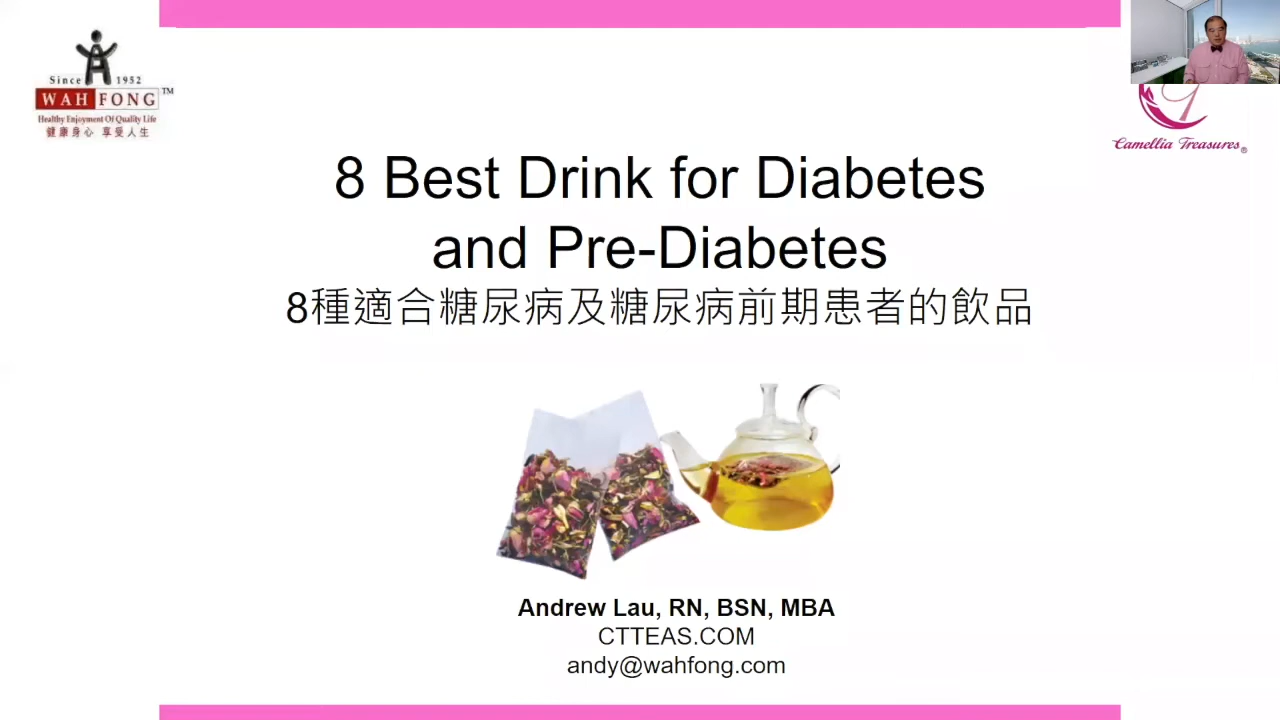 Since 1952
WAH FONG TM
Healthy Enjoyment Of Quality Life
健康身心 享受人生
Camellia Treasures®
8 Best Drink for Diabetes
and Pre-Diabetes
8種適合糖尿病及糖尿病前期患者的飲品
Andrew Lau, RN, BSN, MBA
CTTEAS.COM
andy@wahfong.com